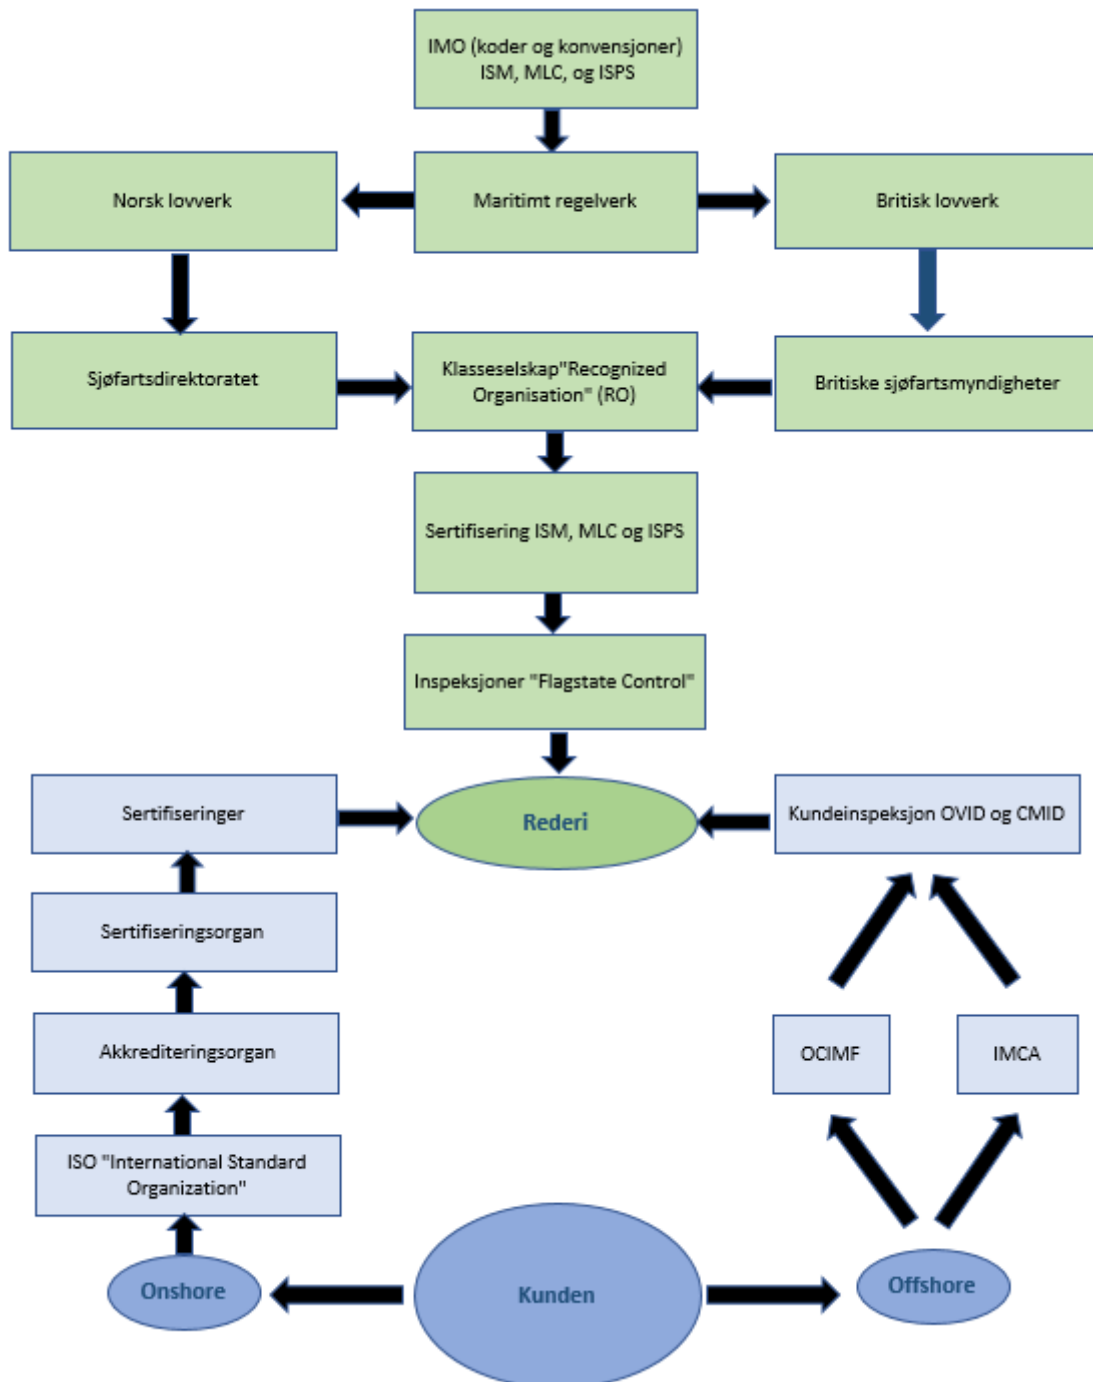 IMO (koder og konvensjoner)
ISM, MLC, og ISPS
Norsk lovverk
Maritimt regelverk
Britisk lovverk
Sjøfartsdirektoratet
Klasseselskap"Recognized
Organisation" (RO)
Britiske sjøfartsmyndigheter
Sertifisering ISM, MLC og ISPS
Inspeksjoner "Flagstate Control"
Sertifiseringer
Rederi
Kundeinspeksjon OVID og CMID
Sertifiseringsorgan
Akkrediteringsorgan
OCIMF
IMCA
ISO "International Standard
Organization"
Onshore
Kunden
Offshore